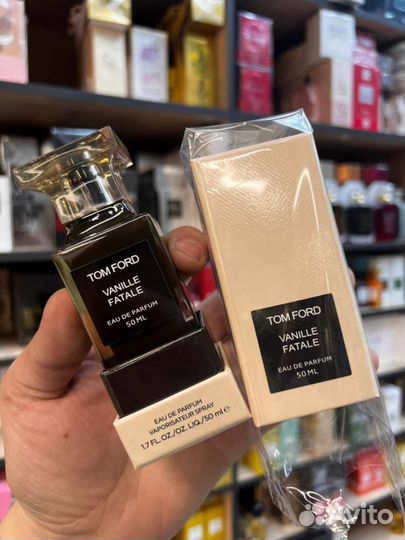 TOM FORD
VANILLE
FATALE
EAU DE PARFUM
50 ML
EAU DE PARFUM
VAPORISATEUR SPRAY
1.7 FL.OZ./OZ. LIQ./50 ml ℮
TOM FORD
VANILLE
FATALE
EAU DE PARFUM
50 ML
Avito